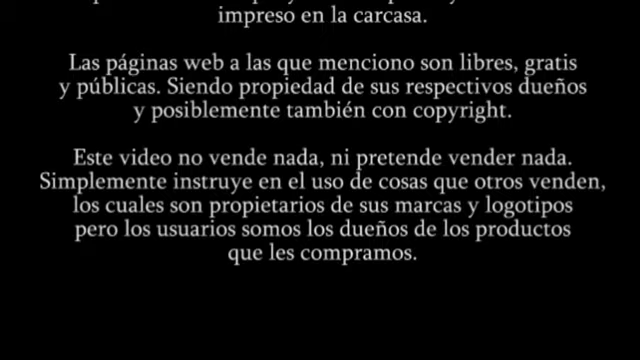 impreso en la carcasa.
Las páginas web a las que menciono son libres, gratis
y públicas. Siendo propiedad de sus respectivos dueños
y posiblemente también con copyright.
Este video no vende nada, ni pretende vender nada.
Simplemente instruye en el uso de cosas que otros venden,
los cuales son propietarios de sus marcas y logotipos
pero los usuarios somos los dueños de los productos
que les compramos.